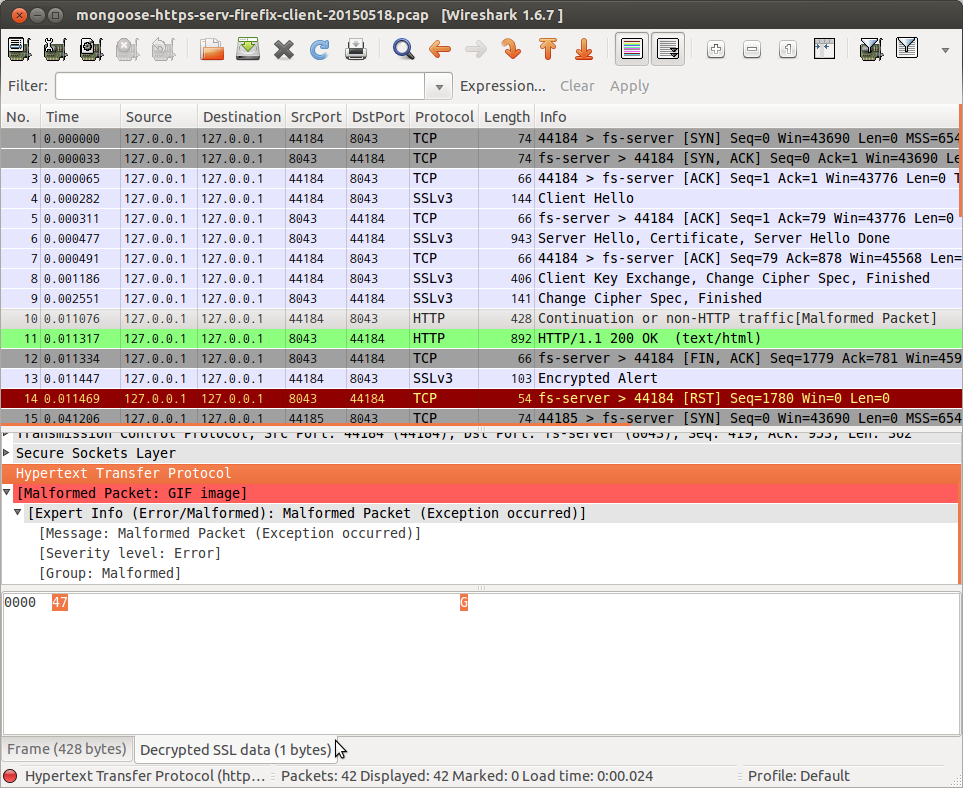 mongoose-https-serv-firefix-client-20150518.pcap [Wireshark 1.6.7 ]
Filter: Expression... Clear Apply
No. Time Source Destination SrcPort DstPort Protocol Length Info
1 0.000000 127.0.0.1 127.0.0.1 44184 8043 TCP 74 44184 > fs-server [SYN] Seq=0 Win=43690 Len=0 MSS=654
2 0.000033 127.0.0.1 127.0.0.1 8043 44184 TCP 74 fs-server > 44184 [SYN, ACK] Seq=0 Ack=1 Win=43690 Le
3 0.000065 127.0.0.1 127.0.0.1 44184 8043 TCP 66 44184 > fs-server [ACK] Seq=1 Ack=1 Win=43776 Len=0 T
4 0.000282 127.0.0.1 127.0.0.1 44184 8043 SSLv3 144 Client Hello
5 0.000311 127.0.0.1 127.0.0.1 8043 44184 TCP 66 fs-server > 44184 [ACK] Seq=1 Ack=79 Win=43776 Len=0
6 0.000477 127.0.0.1 127.0.0.1 8043 44184 SSLv3 943 Server Hello, Certificate, Server Hello Done
7 0.000491 127.0.0.1 127.0.0.1 44184 8043 TCP 66 44184 > fs-server [ACK] Seq=79 Ack=878 Win=45568 Len=
8 0.001186 127.0.0.1 127.0.0.1 44184 8043 SSLv3 406 Client Key Exchange, Change Cipher Spec, Finished
9 0.002551 127.0.0.1 127.0.0.1 8043 44184 SSLv3 141 Change Cipher Spec, Finished
10 0.011076 127.0.0.1 127.0.0.1 44184 8043 HTTP 428 Continuation or non-HTTP traffic[Malformed Packet]
11 0.011317 127.0.0.1 127.0.0.1 8043 44184 HTTP 892 HTTP/1.1 200 OK (text/html)
12 0.011334 127.0.0.1 127.0.0.1 8043 44184 TCP 66 fs-server > 44184 [FIN, ACK] Seq=1779 Ack=781 Win=459
13 0.011447 127.0.0.1 127.0.0.1 44184 8043 SSLv3 103 Encrypted Alert
14 0.011469 127.0.0.1 127.0.0.1 8043 44184 TCP 54 fs-server > 44184 [RST] Seq=1780 Win=0 Len=0
15 0.041206 127.0.0.1 127.0.0.1 44185 8043 TCP 74 44185 > fs-server [SYN] Seq=0 Win=43690 Len=0 MSS=654
Transmission Control Protocol, Src Port: 44184 (44184), Dst Port: fs-server (8043), Seq: 419, Ack: 953, Len: 362
Secure Sockets Layer
Hypertext Transfer Protocol
[Malformed Packet: GIF image]
[Expert Info (Error/Malformed): Malformed Packet (Exception occurred)]
[Message: Malformed Packet (Exception occurred)]
[Severity level: Error]
[Group: Malformed]
0000 47 G
Frame (428 bytes) Decrypted SSL data (1 bytes)
Hypertext Transfer Protocol (http... Packets: 42 Displayed: 42 Marked: 0 Load time: 0:00.024 Profile: Default